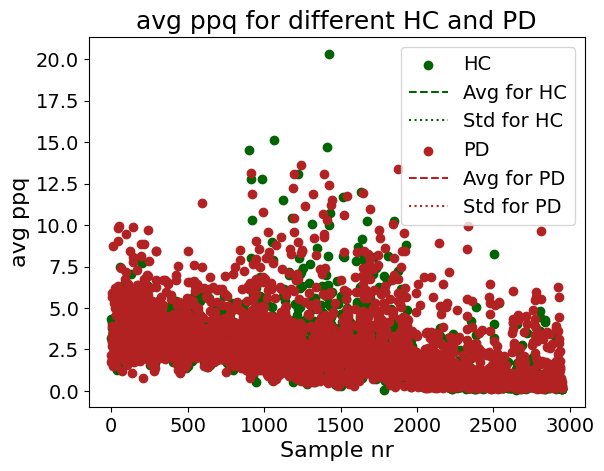 avg ppq for different HC and PD
avg ppq
20.0
17.5
15.0
12.5
10.0
7.5
5.0
2.5
0.0
HC
Avg for HC
Std for HC
PD
Avg for PD
Std for PD
0 500 1000 1500 2000 2500 3000
Sample nr